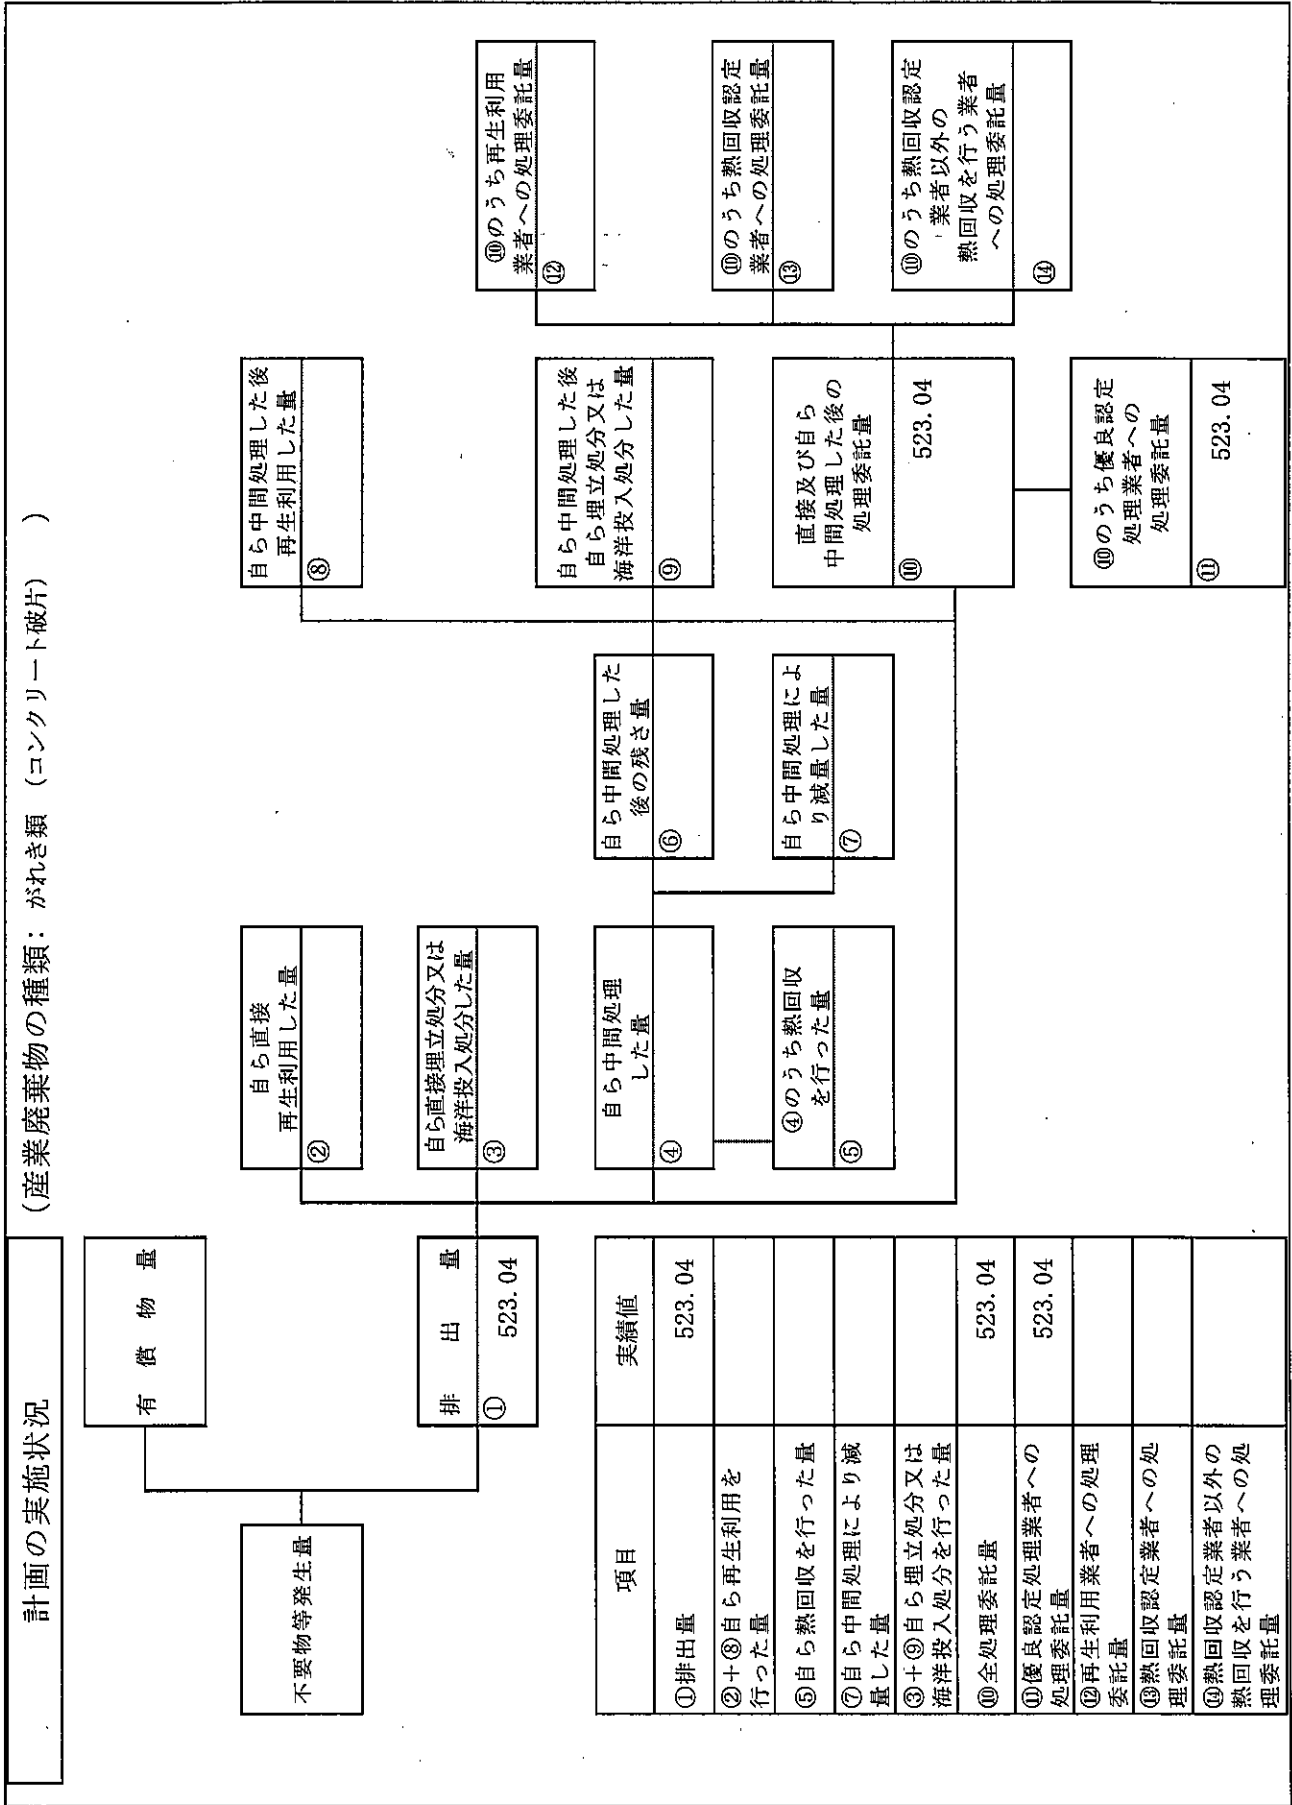 計画の実施状況
(産業廃棄物の種類: がれき類 (コンクリート破片) )
不要物等発生量
有償物量
排出量
① 523.04
自ら直接
再生利用した量
②
自ら直接埋立処分又は
海洋投入処分した量
③
自ら中間処理
した量
④
④のうち熱回収
を行った量
⑤
自ら中間処理した
後の残さ量
⑥
自ら中間処理によ
り減量した量
⑦
自ら中間処理した後
再生利用した量
⑧
自ら中間処理した後
自ら埋立処分又は
海洋投入処分した量
⑨
直接及び自ら
中間処理した後の
処理委託量
⑩ 523.04
⑩のうち優良認定
処理業者への
処理委託量
⑪ 523.04
⑩のうち再生利用
業者への処理委託量
⑫
⑩のうち熱回収認定
業者への処理委託量
⑬
⑩のうち熱回収認定
業者以外の
熱回収を行う業者
への処理委託量
⑭
項目 実績値
①排出量 523.04
②+⑧自ら再生利用を
行った量
⑤自ら熱回収を行った量
⑦自ら中間処理により減
量した量
③+⑨自ら埋立処分又は
海洋投入処分を行った量
⑩全処理委託量 523.04
⑪優良認定処理業者への
処理委託量 523.04
⑫再生利用業者への処理
委託量
⑬熱回収認定業者への処
理委託量
⑭熱回収認定業者以外の
熱回収を行う業者への処
理委託量